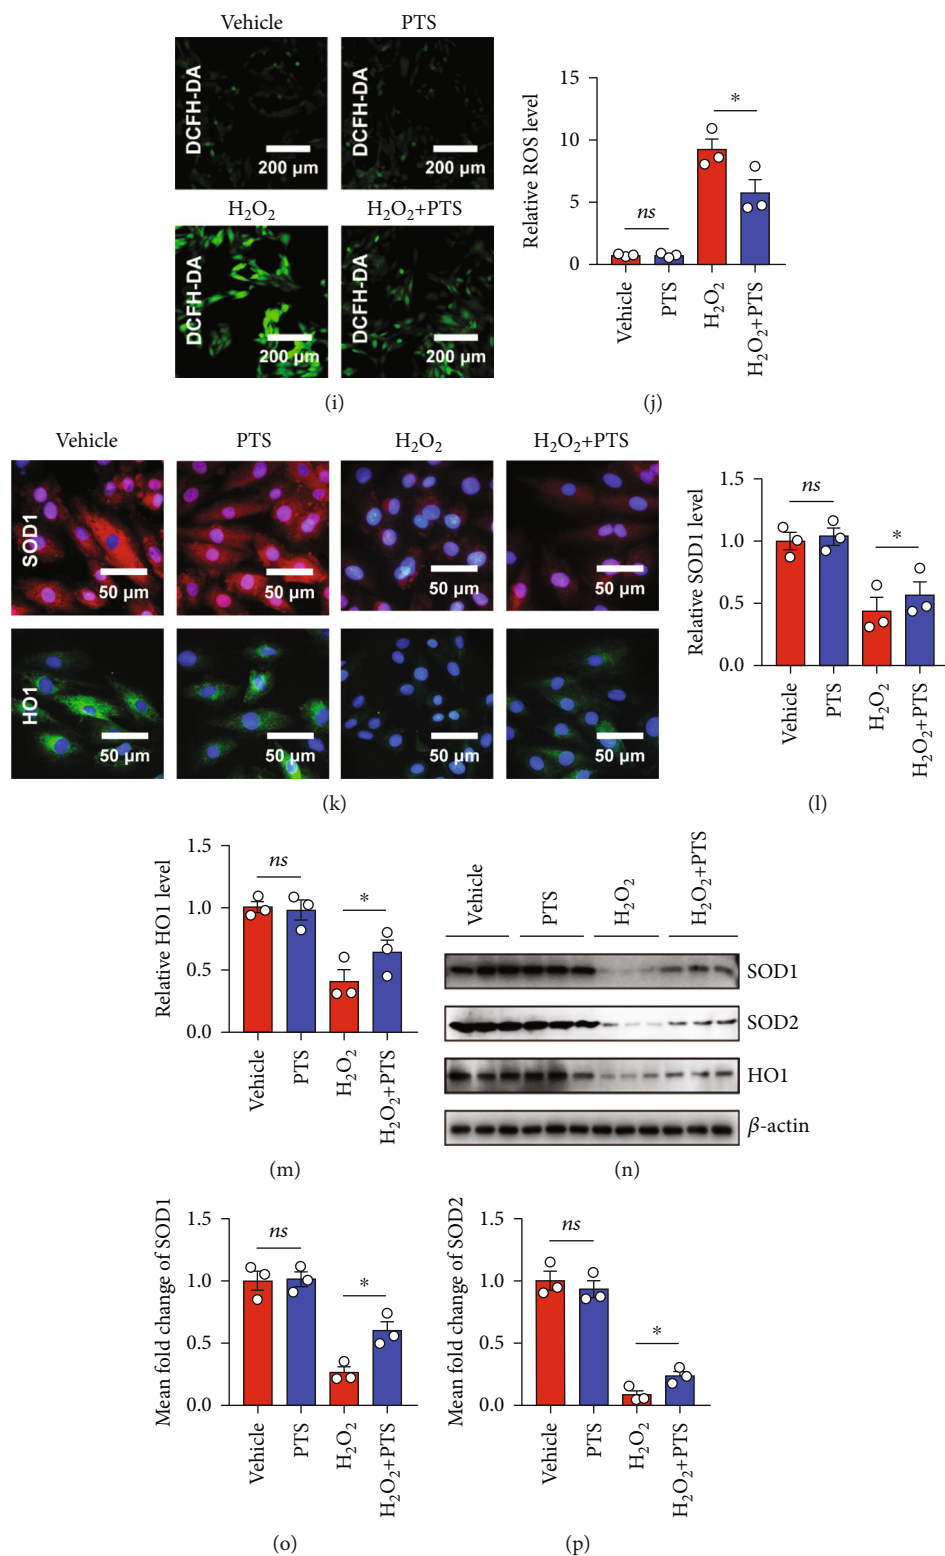 Vehicle PTS
DCFH-DA 200 μm DCFH-DA 200 μm
H₂O₂ H₂O₂+PTS
DCFH-DA 200 μm DCFH-DA 200 μm
(i)
Relative ROS level
15
10
5
0
ns *
Vehicle PTS H₂O₂ H₂O₂+PTS
(j)
Vehicle PTS H₂O₂ H₂O₂+PTS
SOD1 50 μm 50 μm 50 μm 50 μm
HO1 50 μm 50 μm 50 μm 50 μm
(k)
Relative SOD1 level
1.5
1.0
0.5
0.0
ns *
Vehicle PTS H₂O₂ H₂O₂+PTS
(l)
Relative HO1 level
1.5
1.0
0.5
0.0
ns *
Vehicle PTS H₂O₂ H₂O₂+PTS
(m)
Vehicle PTS H₂O₂ H₂O₂+PTS
SOD1
SOD2
HO1
β-actin
(n)
Mean fold change of SOD1
1.5
1.0
0.5
0.0
ns *
Vehicle PTS H₂O₂ H₂O₂+PTS
(o)
Mean fold change of SOD2
1.5
1.0
0.5
0.0
ns *
Vehicle PTS H₂O₂ H₂O₂+PTS
(p)